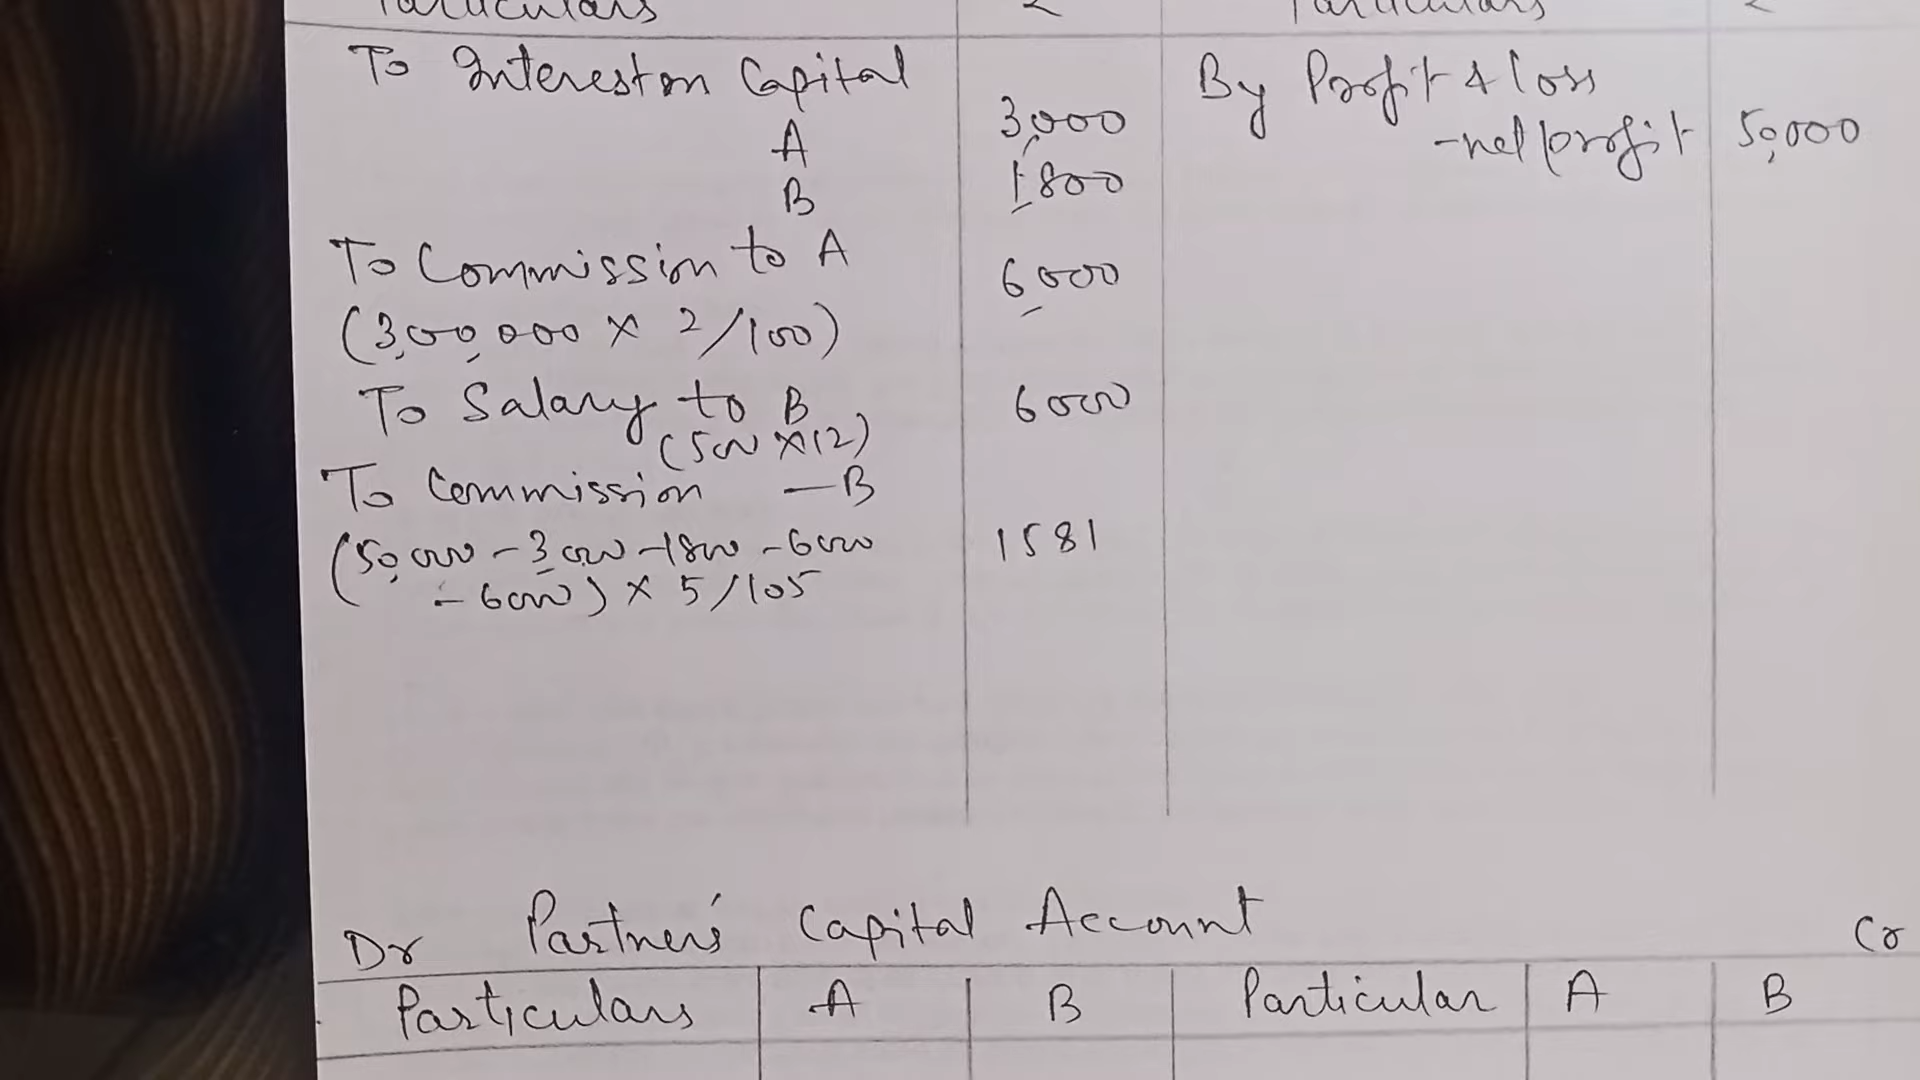 Particulars ₹ Particulars ₹
To Interest on Capital
A 3,000
B 1,800
By Profit & loss
-net profit 50,000
To Commission to A 6,000
(3,00,000 × 2/100)
To Salary to B 6000
(500 × 12)
To Commission — B
(50,000 - 3,000 - 1800 - 6000 1581
- 6000) × 5/105
Dr Partner's Capital Account Cr
Particulars A B Particular A B